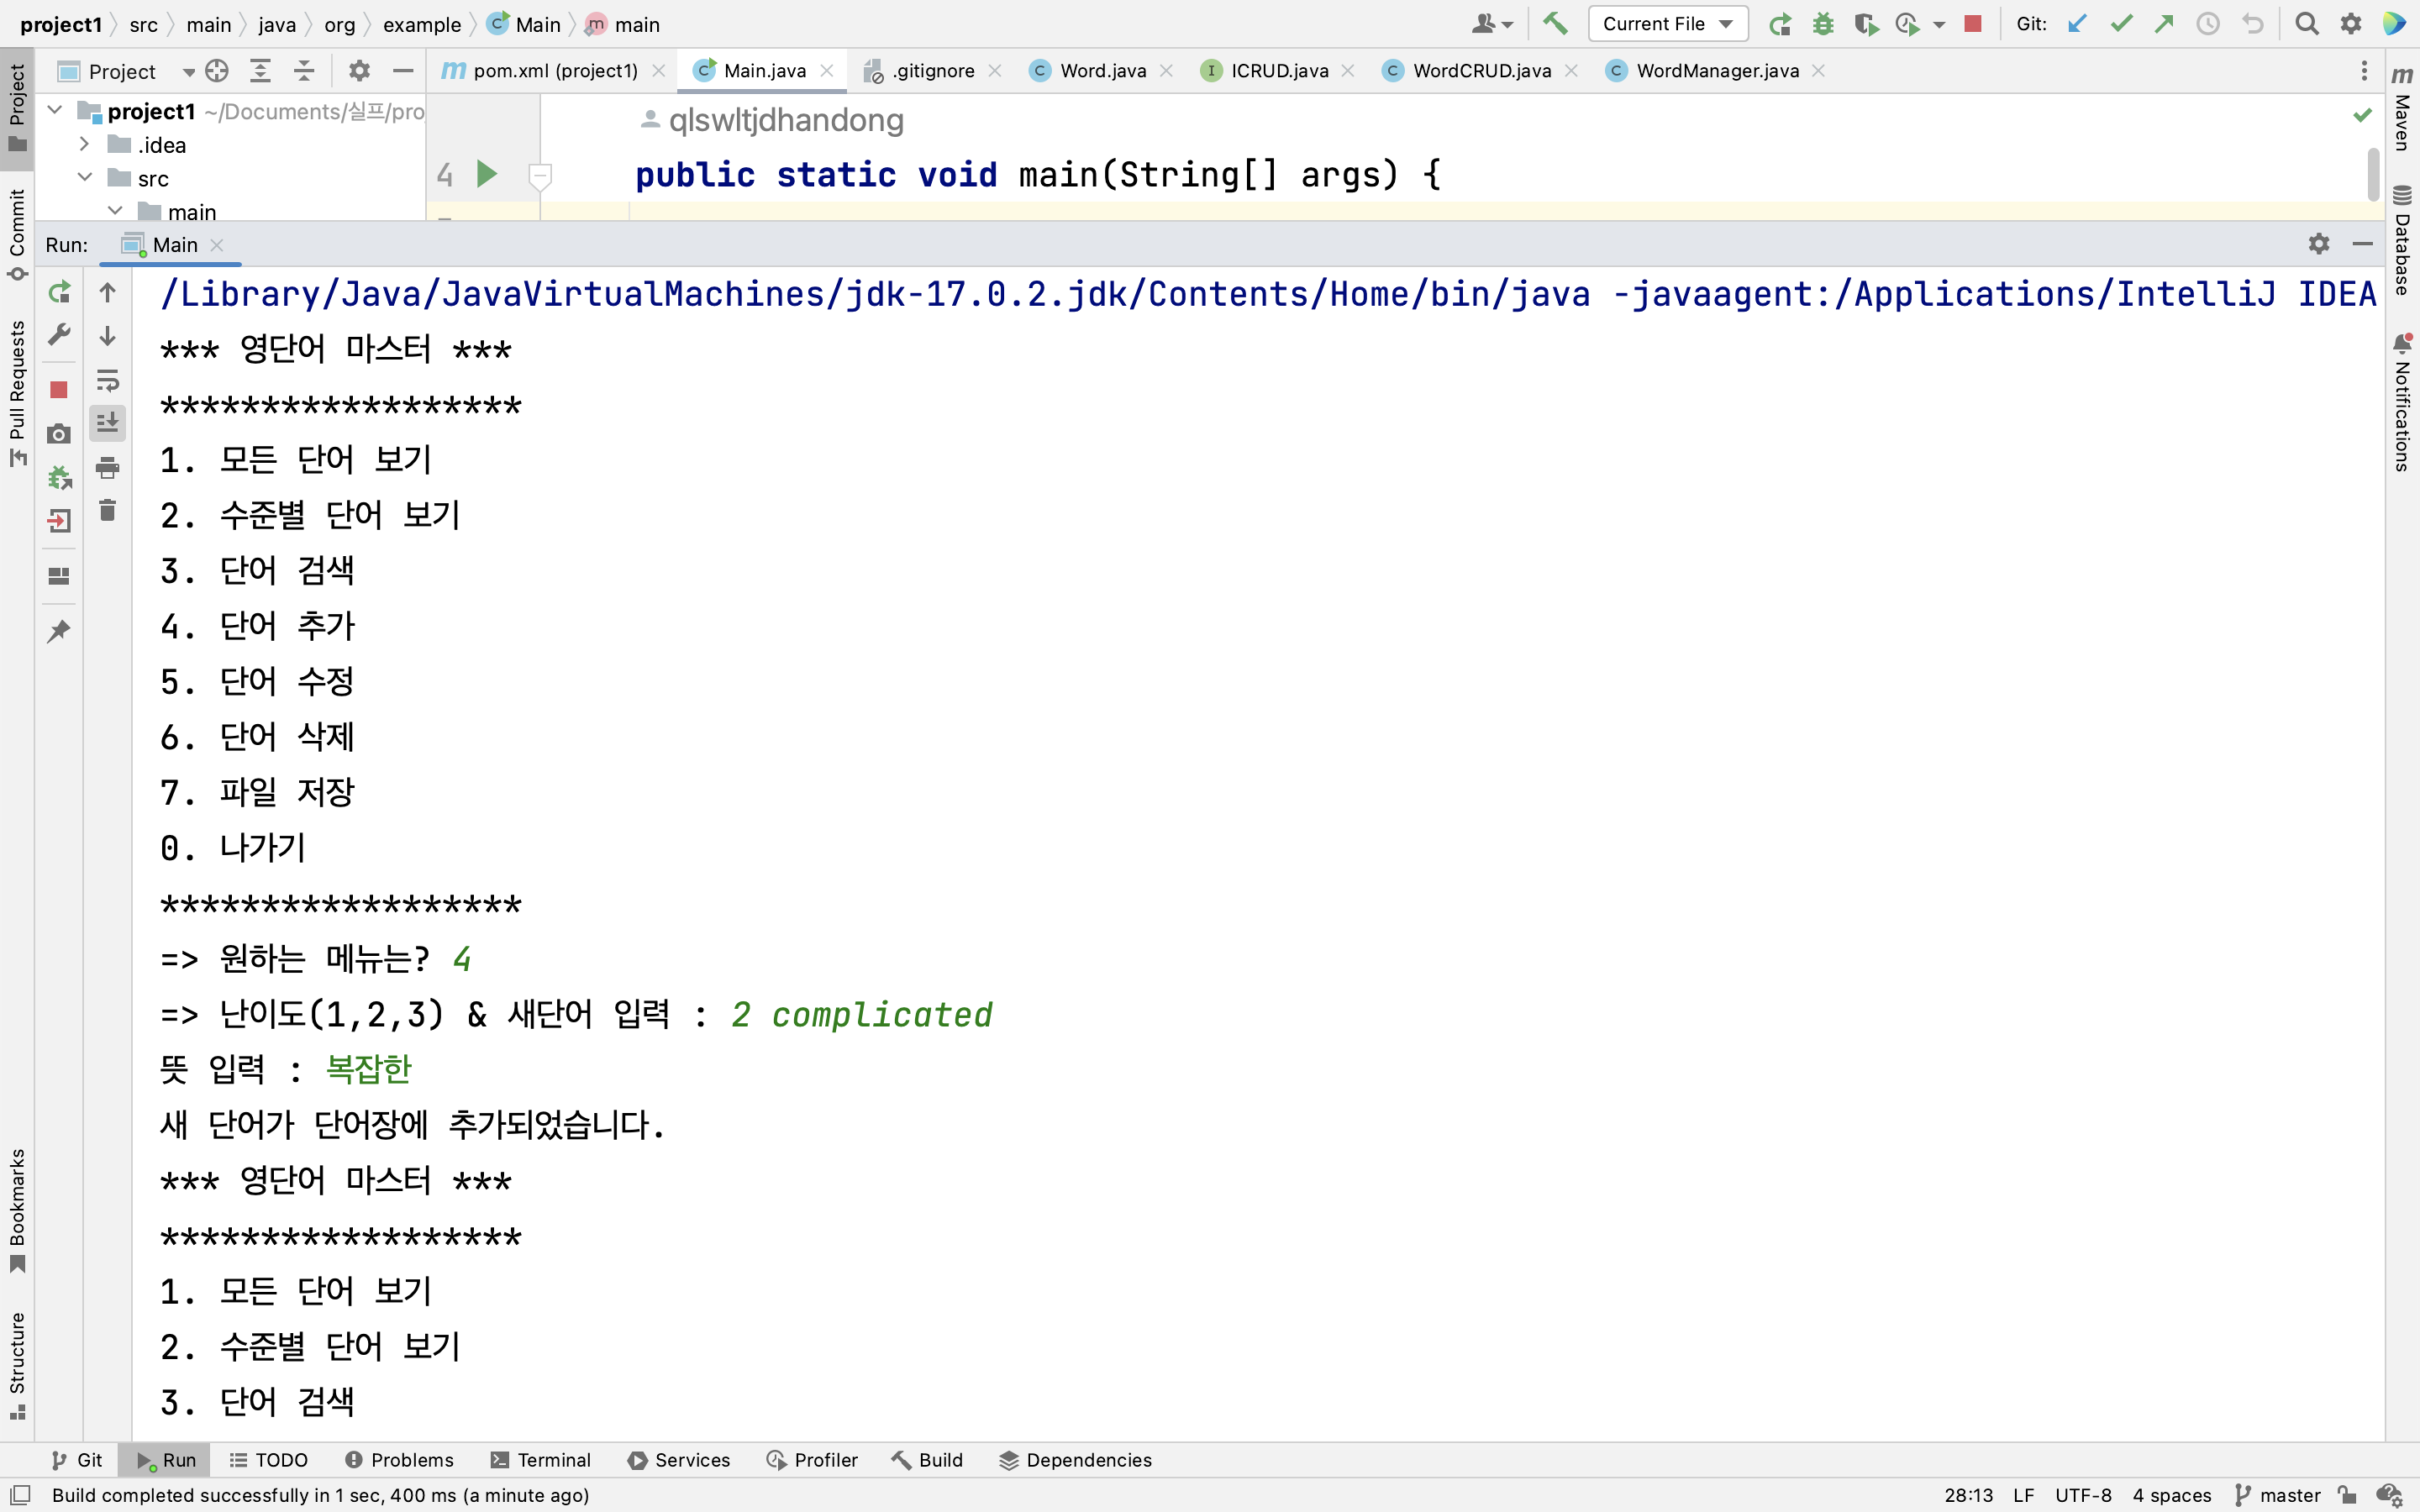 project1 src main java org example Main main Current File Git:
Project pom.xml (project1) Main.java .gitignore Word.java ICRUD.java WordCRUD.java WordManager.java
project1 ~/Documents/실프/pro
.idea
src
main
qlswltjdhandong
4 public static void main(String[] args) {
Run: Main
/Library/Java/JavaVirtualMachines/jdk-17.0.2.jdk/Contents/Home/bin/java -javaagent:/Applications/IntelliJ IDEA
*** 영단어 마스터 ***
******************
1. 모든 단어 보기
2. 수준별 단어 보기
3. 단어 검색
4. 단어 추가
5. 단어 수정
6. 단어 삭제
7. 파일 저장
0. 나가기
******************
=> 원하는 메뉴는? 4
=> 난이도(1,2,3) & 새단어 입력 : 2 complicated
뜻 입력 : 복잡한
새 단어가 단어장에 추가되었습니다.
*** 영단어 마스터 ***
******************
1. 모든 단어 보기
2. 수준별 단어 보기
3. 단어 검색
Project
Commit
Pull Requests
Bookmarks
Structure
Maven
Database
Notifications
Git Run TODO Problems Terminal Services Profiler Build Dependencies
Build completed successfully in 1 sec, 400 ms (a minute ago) 28:13 LF UTF-8 4 spaces master